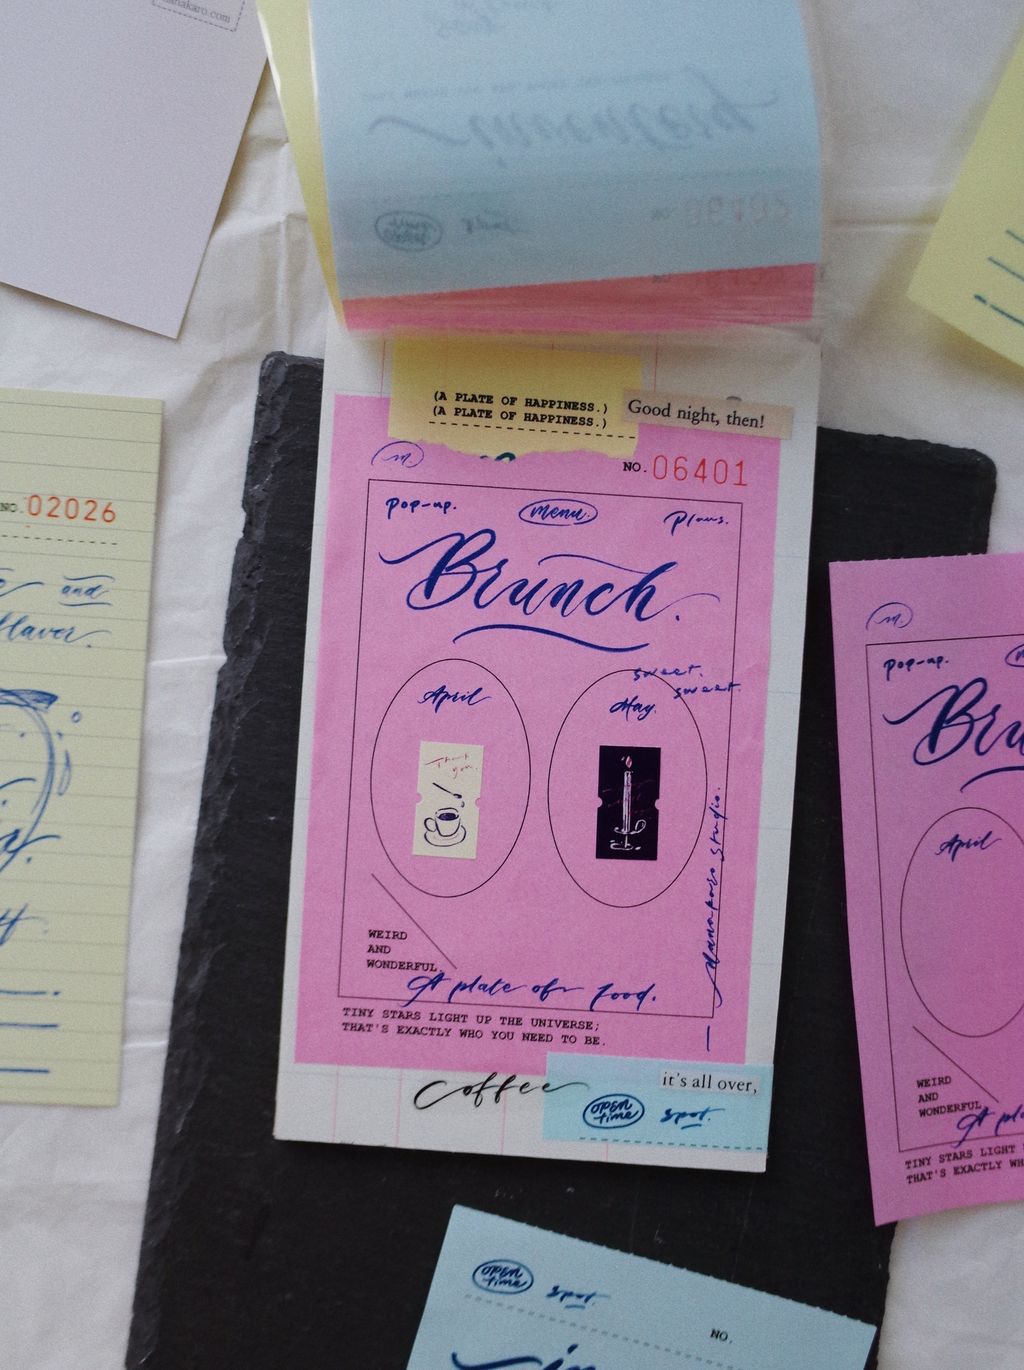 (A PLATE OF HAPPINESS.)
(A PLATE OF HAPPINESS.)
Good night, then!
m.
NO. 06401
Pop-up.
menu.
Plans.
Brunch.
sweet.
sweet.
April
May.
Thank
you.
WEIRD
AND
WONDERFUL.
A plate of food.
TINY STARS LIGHT UP THE UNIVERSE;
THAT'S EXACTLY WHO YOU NEED TO BE.
coffee
it's all over,
open
time
spot.
NO. 02026
and
m.
Pop-up.
April
WEIRD
AND
WONDERFUL.
TINY STARS LIGHT
THAT'S EXACTLY
open
time
spot.
NO.